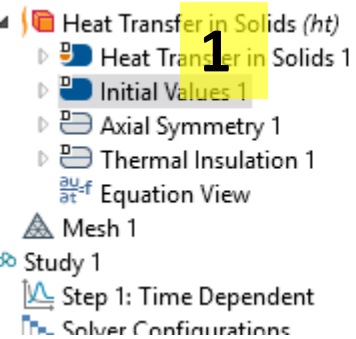 Heat Transfer in Solids (ht)
1
Heat Transfer in Solids 1
Initial Values 1
Axial Symmetry 1
Thermal Insulation 1
∂u/∂t=f Equation View
Mesh 1
Study 1
Step 1: Time Dependent
Solver Configurations